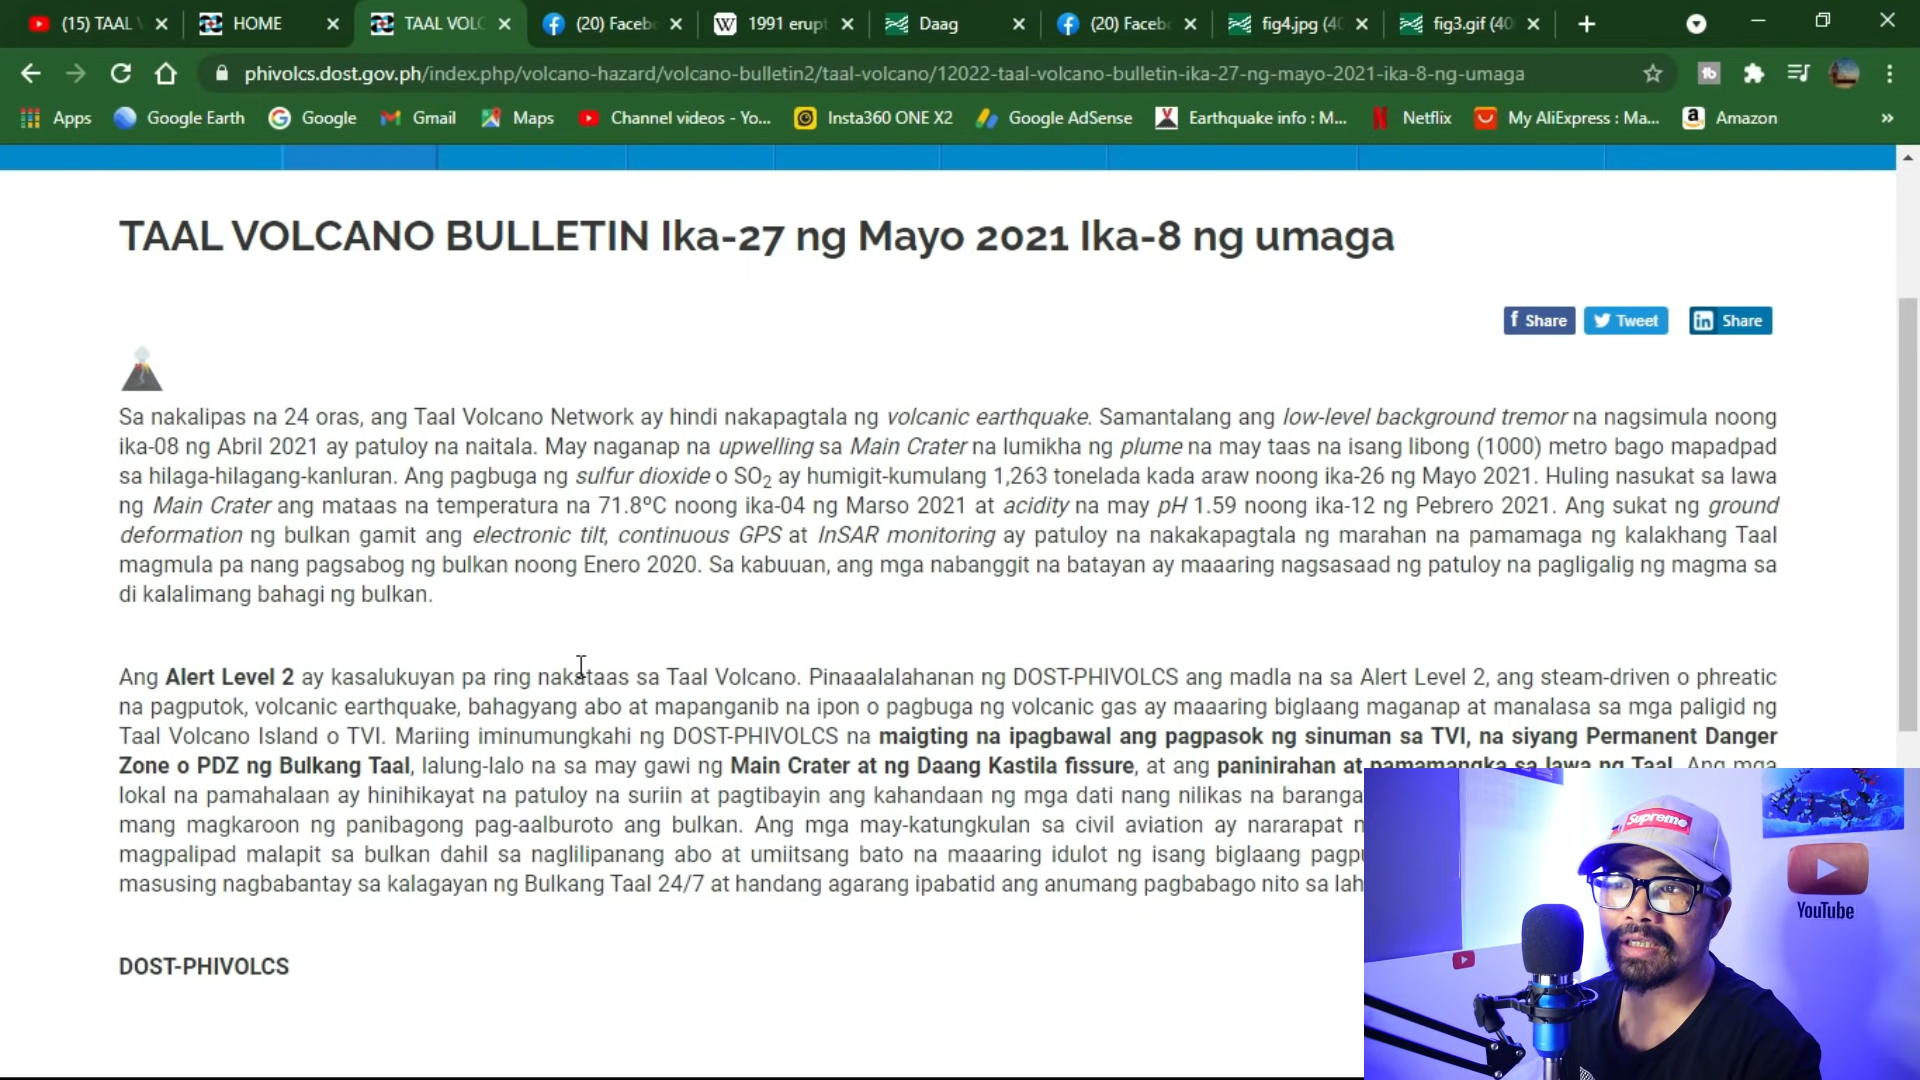 (15) TAAL
HOME
TAAL VOLC
(20) Faceb
1991 erupt
Daag
(20) Faceb
fig4.jpg (40
fig3.gif (40
phivolcs.dost.gov.ph/index.php/volcano-hazard/volcano-bulletin2/taal-volcano/12022-taal-volcano-bulletin-ika-27-ng-mayo-2021-ika-8-ng-umaga
Apps
Google Earth
Google
Gmail
Maps
Channel videos - Yo...
Insta360 ONE X2
Google AdSense
Earthquake info : M...
Netflix
My AliExpress : Ma...
Amazon
TAAL VOLCANO BULLETIN Ika-27 ng Mayo 2021 Ika-8 ng umaga
Share
Tweet
Share
Sa nakalipas na 24 oras, ang Taal Volcano Network ay hindi nakapagtala ng volcanic earthquake. Samantalang ang low-level background tremor na nagsimula noong
ika-08 ng Abril 2021 ay patuloy na naitala. May naganap na upwelling sa Main Crater na lumikha ng plume na may taas na isang libong (1000) metro bago mapadpad
sa hilaga-hilagang-kanluran. Ang pagbuga ng sulfur dioxide o SO₂ ay humigit-kumulang 1,263 tonelada kada araw noong ika-26 ng Mayo 2021. Huling nasukat sa lawa
ng Main Crater ang mataas na temperatura na 71.8ºC noong ika-04 ng Marso 2021 at acidity na may pH 1.59 noong ika-12 ng Pebrero 2021. Ang sukat ng ground
deformation ng bulkan gamit ang electronic tilt, continuous GPS at InSAR monitoring ay patuloy na nakakapagtala ng marahan na pamamaga ng kalakhang Taal
magmula pa nang pagsabog ng bulkan noong Enero 2020. Sa kabuuan, ang mga nabanggit na batayan ay maaaring nagsasaad ng patuloy na pagligalig ng magma sa
di kalalimang bahagi ng bulkan.
Ang Alert Level 2 ay kasalukuyan pa ring nakataas sa Taal Volcano. Pinaaalalahanan ng DOST-PHIVOLCS ang madla na sa Alert Level 2, ang steam-driven o phreatic
na pagputok, volcanic earthquake, bahagyang abo at mapanganib na ipon o pagbuga ng volcanic gas ay maaaring biglaang maganap at manalasa sa mga paligid ng
Taal Volcano Island o TVI. Mariing iminumungkahi ng DOST-PHIVOLCS na maigting na ipagbawal ang pagpasok ng sinuman sa TVI, na siyang Permanent Danger
Zone o PDZ ng Bulkang Taal, lalung-lalo na sa may gawi ng Main Crater at ng Daang Kastila fissure, at ang paninirahan at pamamangka sa lawa ng Taal. Ang mga
lokal na pamahalaan ay hinihikayat na patuloy na suriin at pagtibayin ang kahandaan ng mga dati nang nilikas na baranga
mang magkaroon ng panibagong pag-aalburoto ang bulkan. Ang mga may-katungkulan sa civil aviation ay nararapat
magpalipad malapit sa bulkan dahil sa naglilipanang abo at umiitsang bato na maaaring idulot ng isang biglaang pagpu
masusing nagbabantay sa kalagayan ng Bulkang Taal 24/7 at handang agarang ipabatid ang anumang pagbabago nito sa lah
DOST-PHIVOLCS
Supreme
YouTube